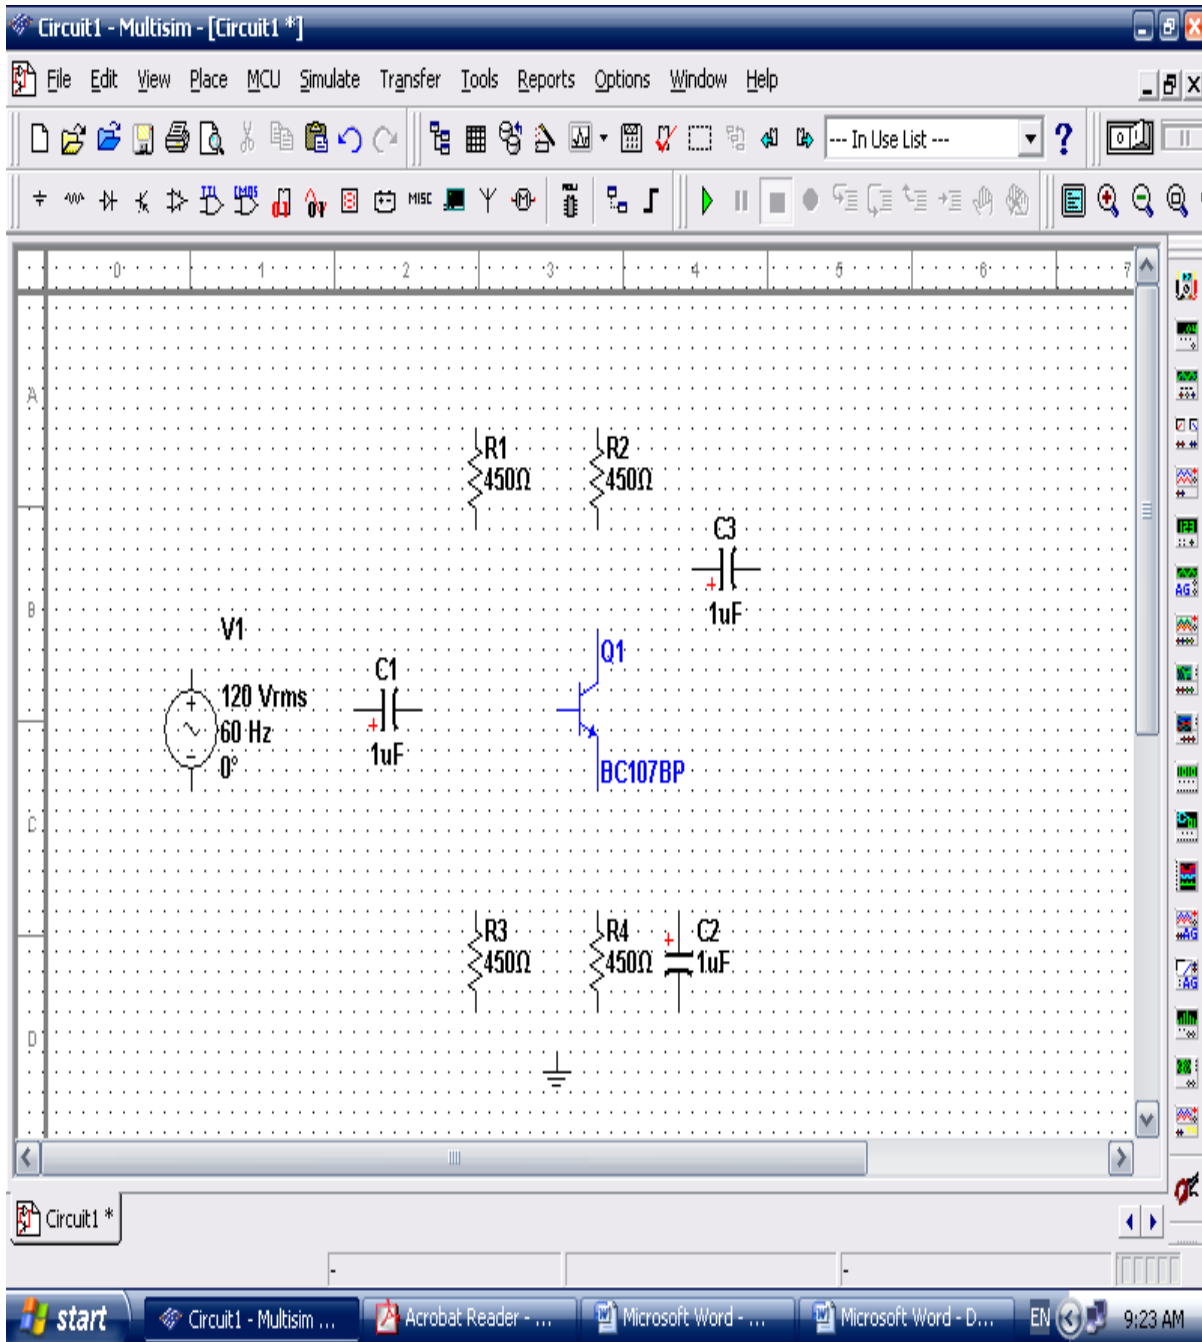 Circuit1 - Multisim - [Circuit1 *]
File Edit View Place MCU Simulate Transfer Tools Reports Options Window Help
--- In Use List --- ?
TTL CMOS MISC
0 1 2 3 4 5 6 7
A
R1 R2
450Ω 450Ω
C3
+
1uF
B
V1
Q1
C1
120 Vrms
+
60 Hz
1uF
0°
BC107BP
C
R3 R4 + C2
450Ω 450Ω 1uF
D
Circuit1 *
start Circuit1 - Multisim ... Acrobat Reader - ... Microsoft Word - ... Microsoft Word - D... EN 9:23 AM